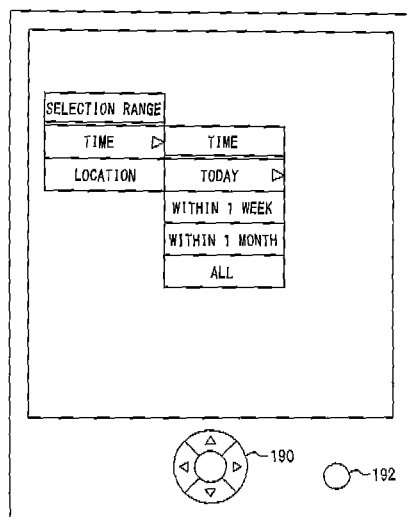 SELECTION RANGE
TIME
LOCATION
TIME
TODAY
WITHIN 1 WEEK
WITHIN 1 MONTH
ALL
190
192